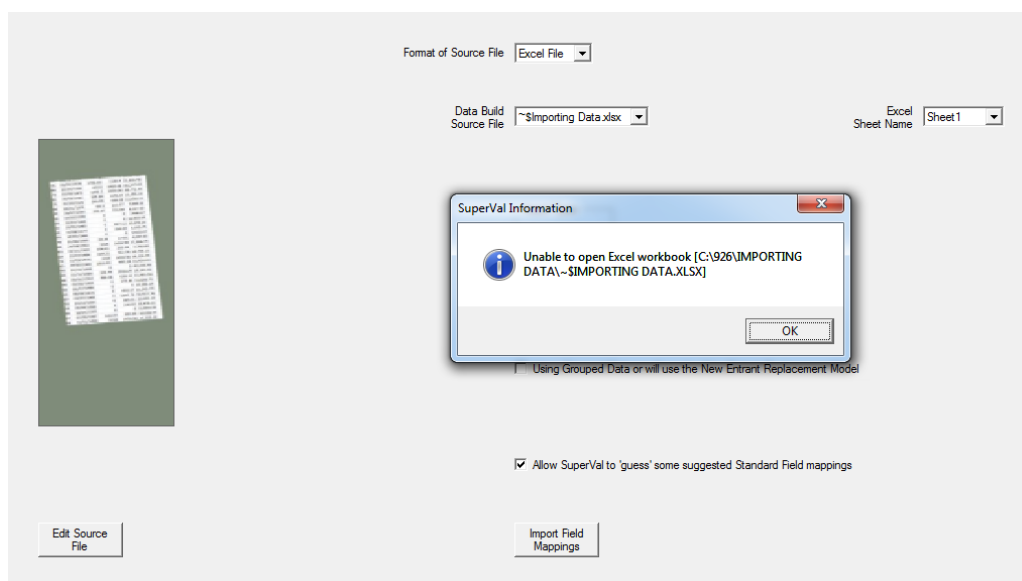 Format of Source File Excel File
Data Build
Source File ~$Importing Data.xlsx
Excel
Sheet Name Sheet1
SuperVal Information
Unable to open Excel workbook [C:\926\IMPORTING
DATA\~$IMPORTING DATA.XLSX]
OK
Using Grouped Data or will use the New Entrant Replacement Model
Allow SuperVal to 'guess' some suggested Standard Field mappings
Edit Source
File
Import Field
Mappings